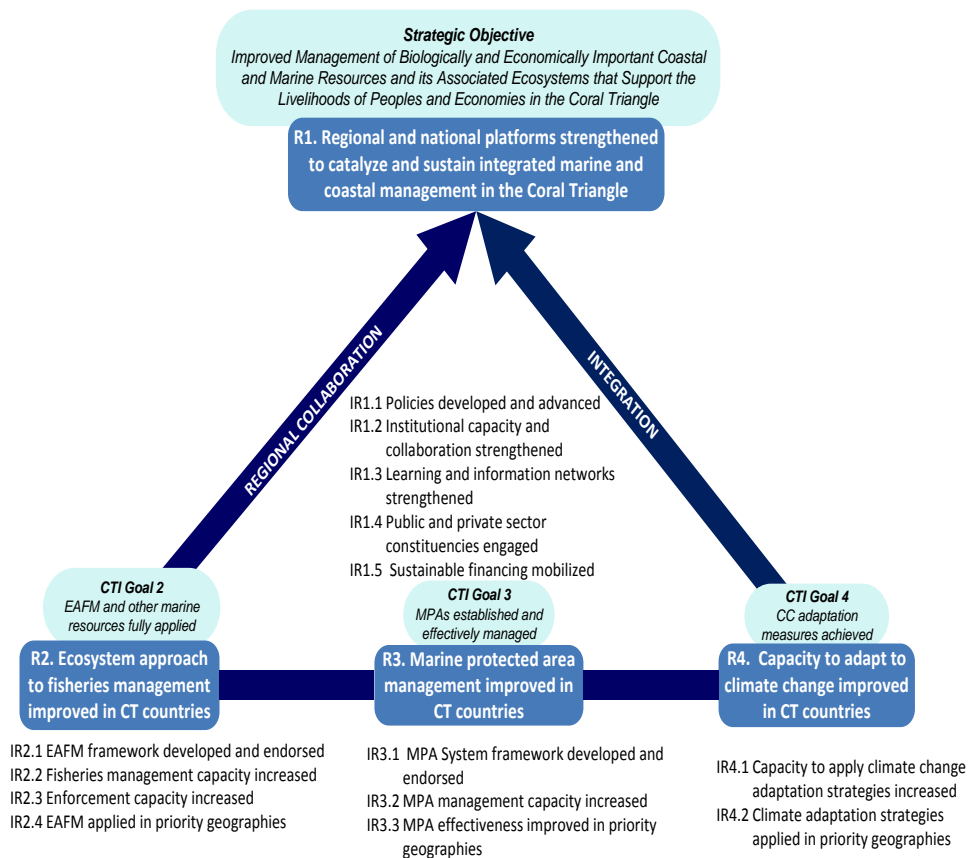 Strategic Objective
Improved Management of Biologically and Economically Important Coastal
and Marine Resources and its Associated Ecosystems that Support the
Livelihoods of Peoples and Economies in the Coral Triangle
R1. Regional and national platforms strengthened
to catalyze and sustain integrated marine and
coastal management in the Coral Triangle
REGIONAL COLLABORATION
INTEGRATION
IR1.1 Policies developed and advanced
IR1.2 Institutional capacity and
collaboration strengthened
IR1.3 Learning and information networks
strengthened
IR1.4 Public and private sector
constituencies engaged
IR1.5 Sustainable financing mobilized
CTI Goal 2
EAFM and other marine
resources fully applied
R2. Ecosystem approach
to fisheries management
improved in CT countries
IR2.1 EAFM framework developed and endorsed
IR2.2 Fisheries management capacity increased
IR2.3 Enforcement capacity increased
IR2.4 EAFM applied in priority geographies
CTI Goal 3
MPAs established and
effectively managed
R3. Marine protected area
management improved in
CT countries
IR3.1 MPA System framework developed and
endorsed
IR3.2 MPA management capacity increased
IR3.3 MPA effectiveness improved in priority
geographies
CTI Goal 4
CC adaptation
measures achieved
R4. Capacity to adapt to
climate change improved
in CT countries
IR4.1 Capacity to apply climate change
adaptation strategies increased
IR4.2 Climate adaptation strategies
applied in priority geographies